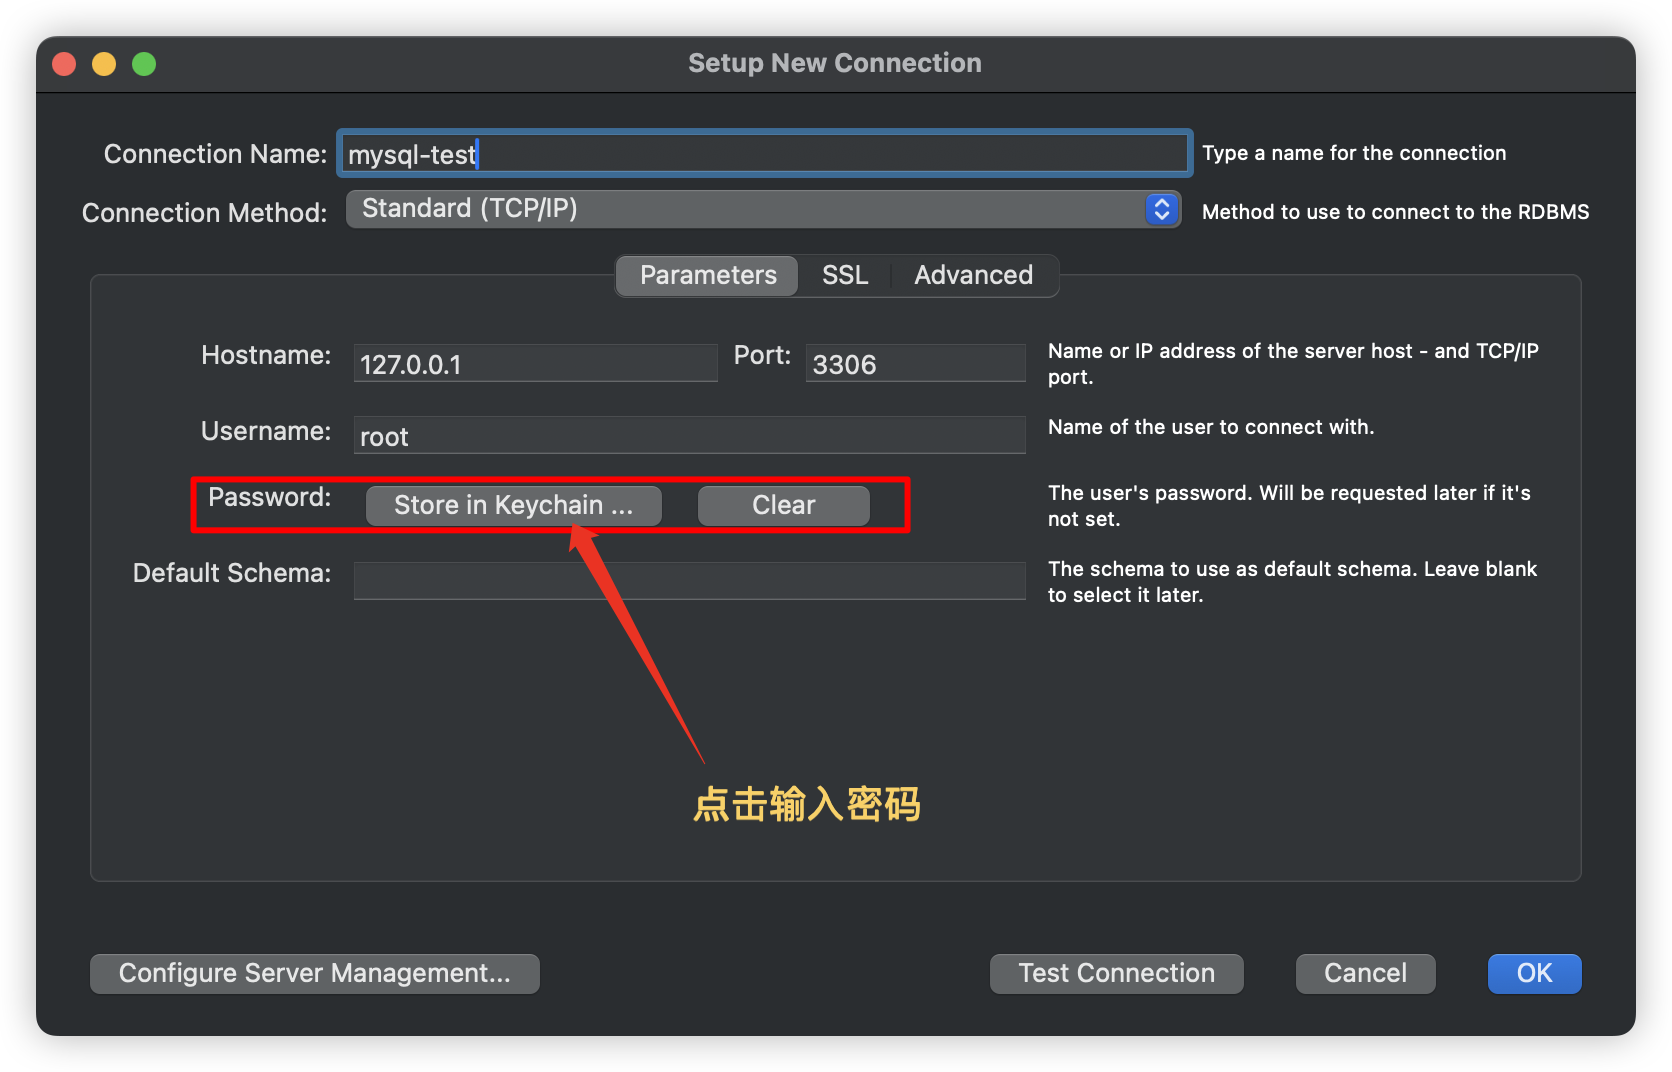 Setup New Connection
Connection Name: mysql-test Type a name for the connection
Connection Method: Standard (TCP/IP) Method to use to connect to the RDBMS
Parameters SSL Advanced
Hostname: 127.0.0.1 Port: 3306 Name or IP address of the server host - and TCP/IP
port.
Username: root Name of the user to connect with.
Password: Store in Keychain ... Clear The user's password. Will be requested later if it's
not set.
Default Schema: The schema to use as default schema. Leave blank
to select it later.
点击输入密码
Configure Server Management... Test Connection Cancel OK